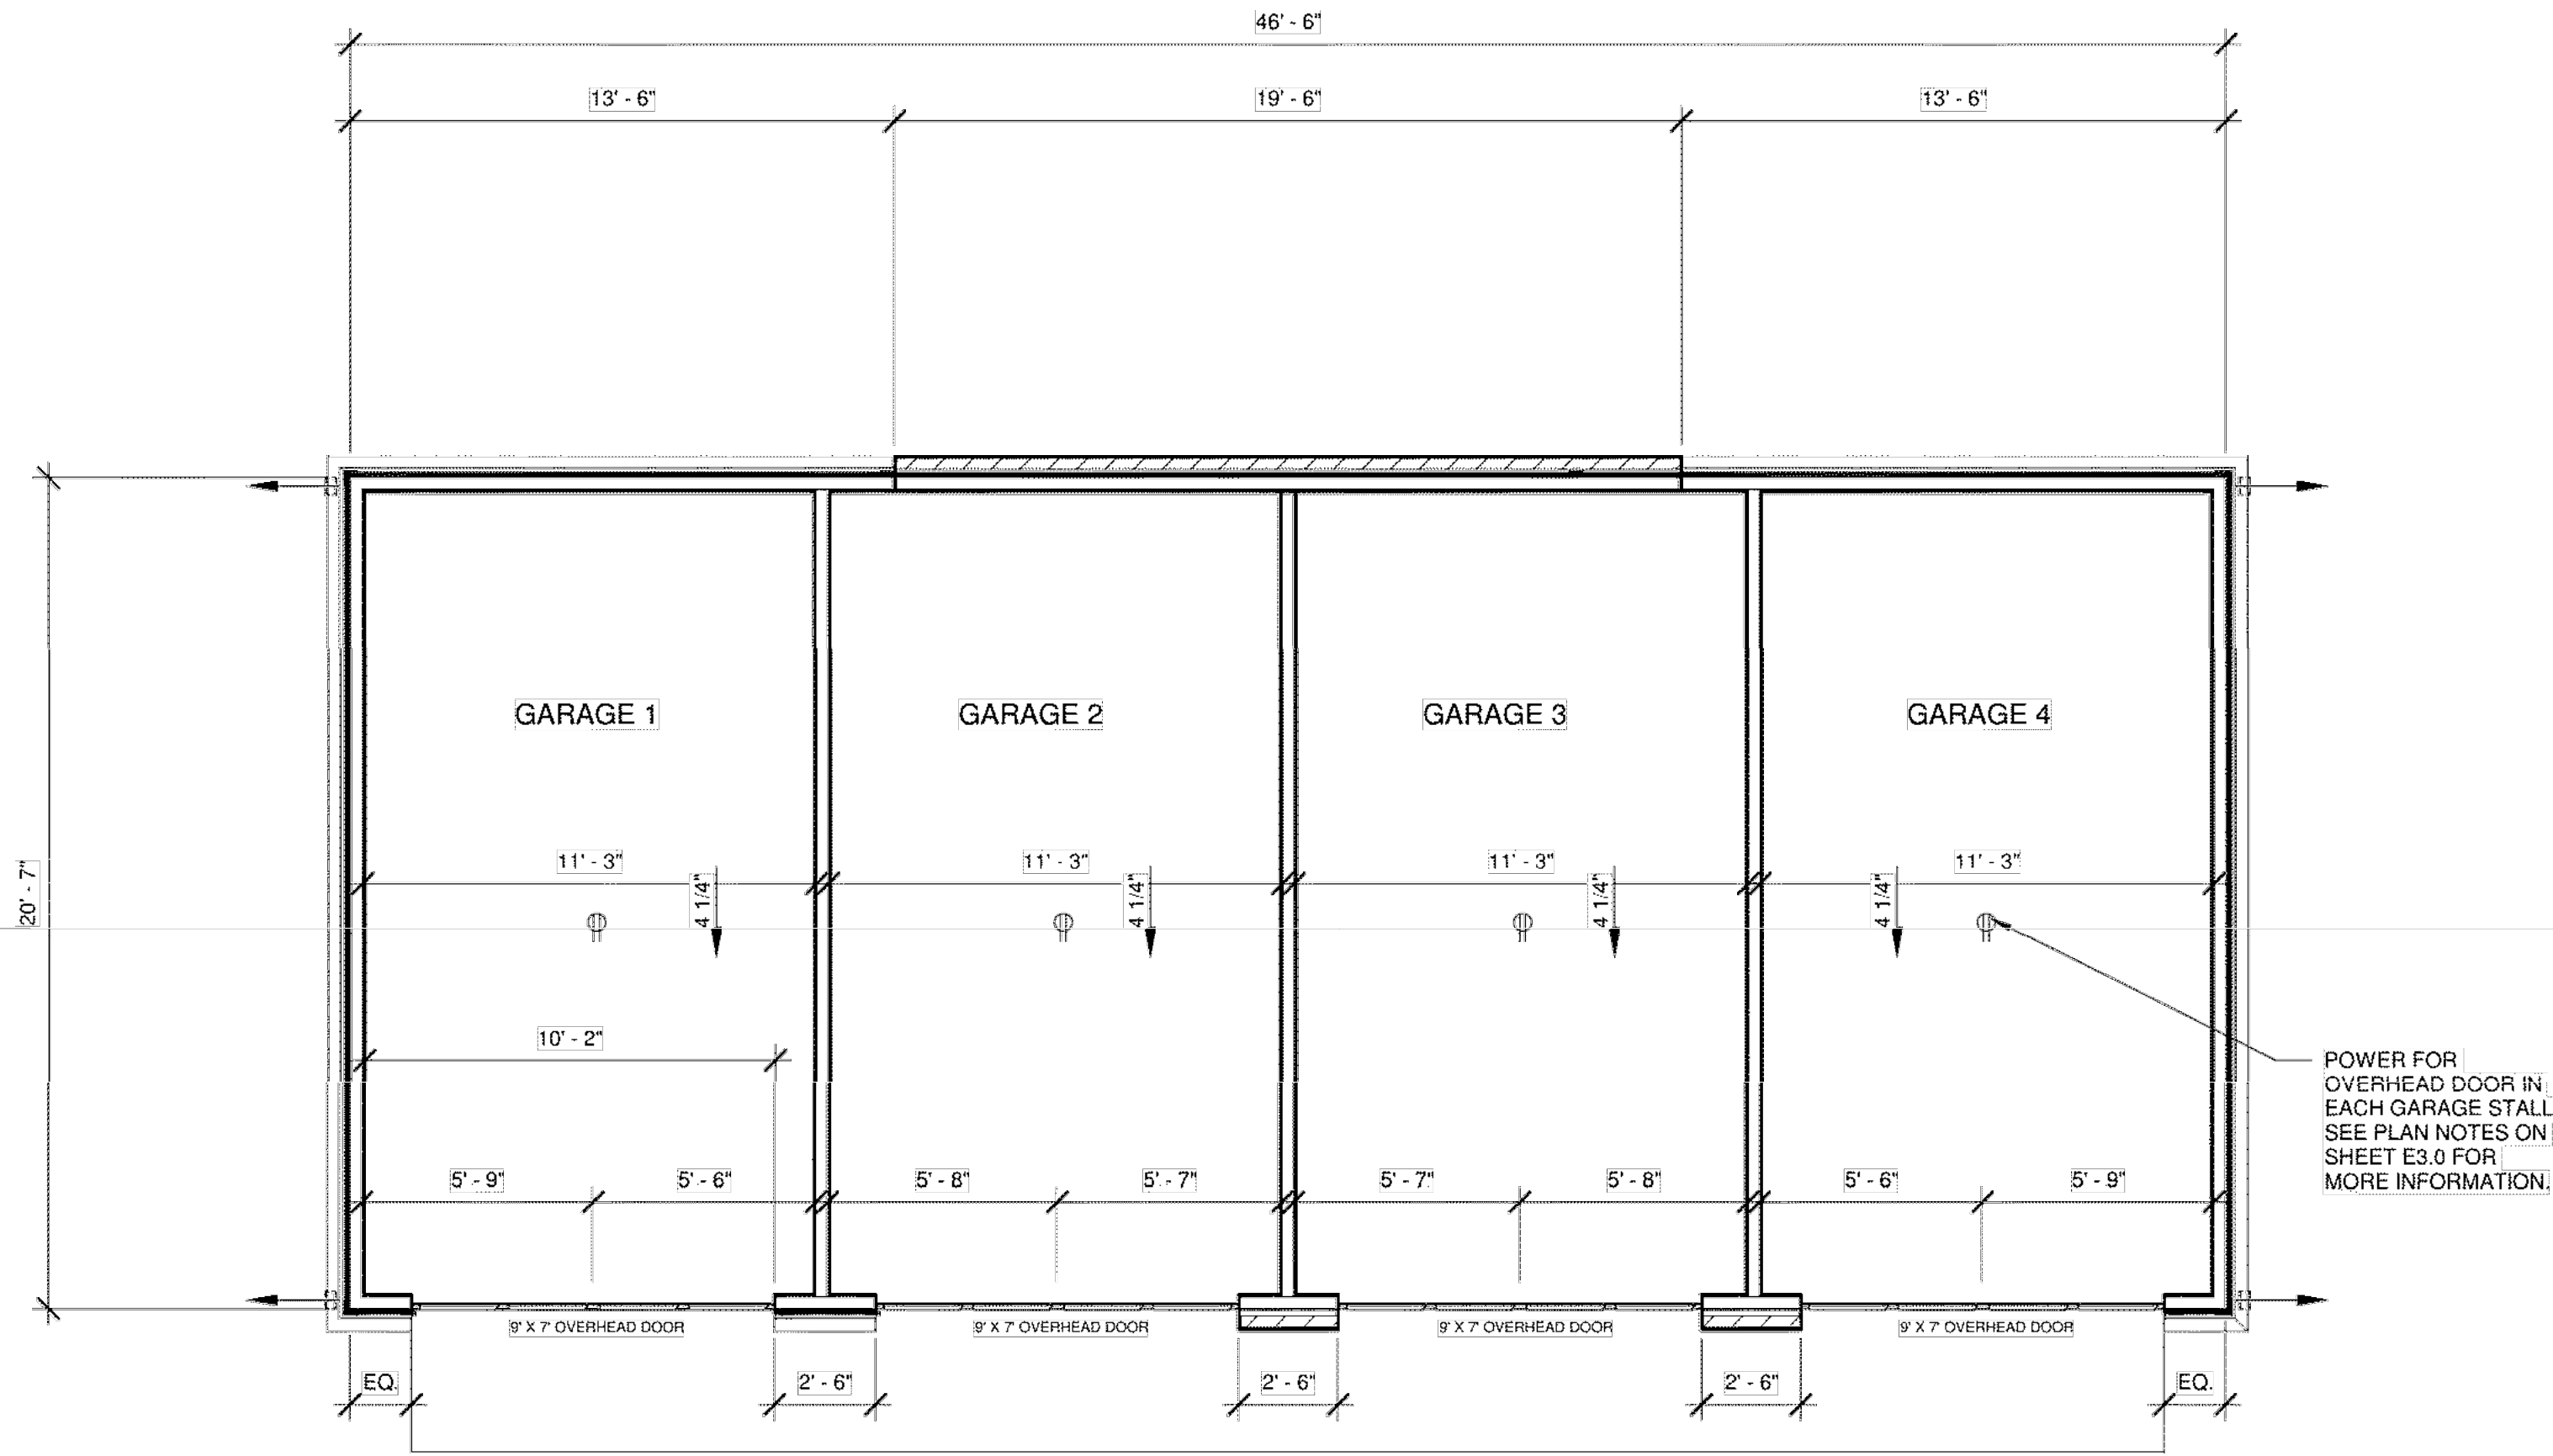 46' - 6"
13' - 6"
19' - 6"
13' - 6"
GARAGE 1
GARAGE 2
GARAGE 3
GARAGE 4
20' - 7"
11' - 3"
4 1/4"
11' - 3"
4 1/4"
11' - 3"
4 1/4"
4 1/4"
11' - 3"
10' - 2"
POWER FOR
OVERHEAD DOOR IN
EACH GARAGE STALL
SEE PLAN NOTES ON
SHEET E3.0 FOR
MORE INFORMATION.
5' - 9"
5' - 6"
5' - 8"
5' - 7"
5' - 7"
5' - 8"
5' - 6"
5' - 9"
9' X 7' OVERHEAD DOOR
9' X 7' OVERHEAD DOOR
9' X 7' OVERHEAD DOOR
9' X 7' OVERHEAD DOOR
EQ.
2' - 6"
2' - 6"
2' - 6"
EQ.